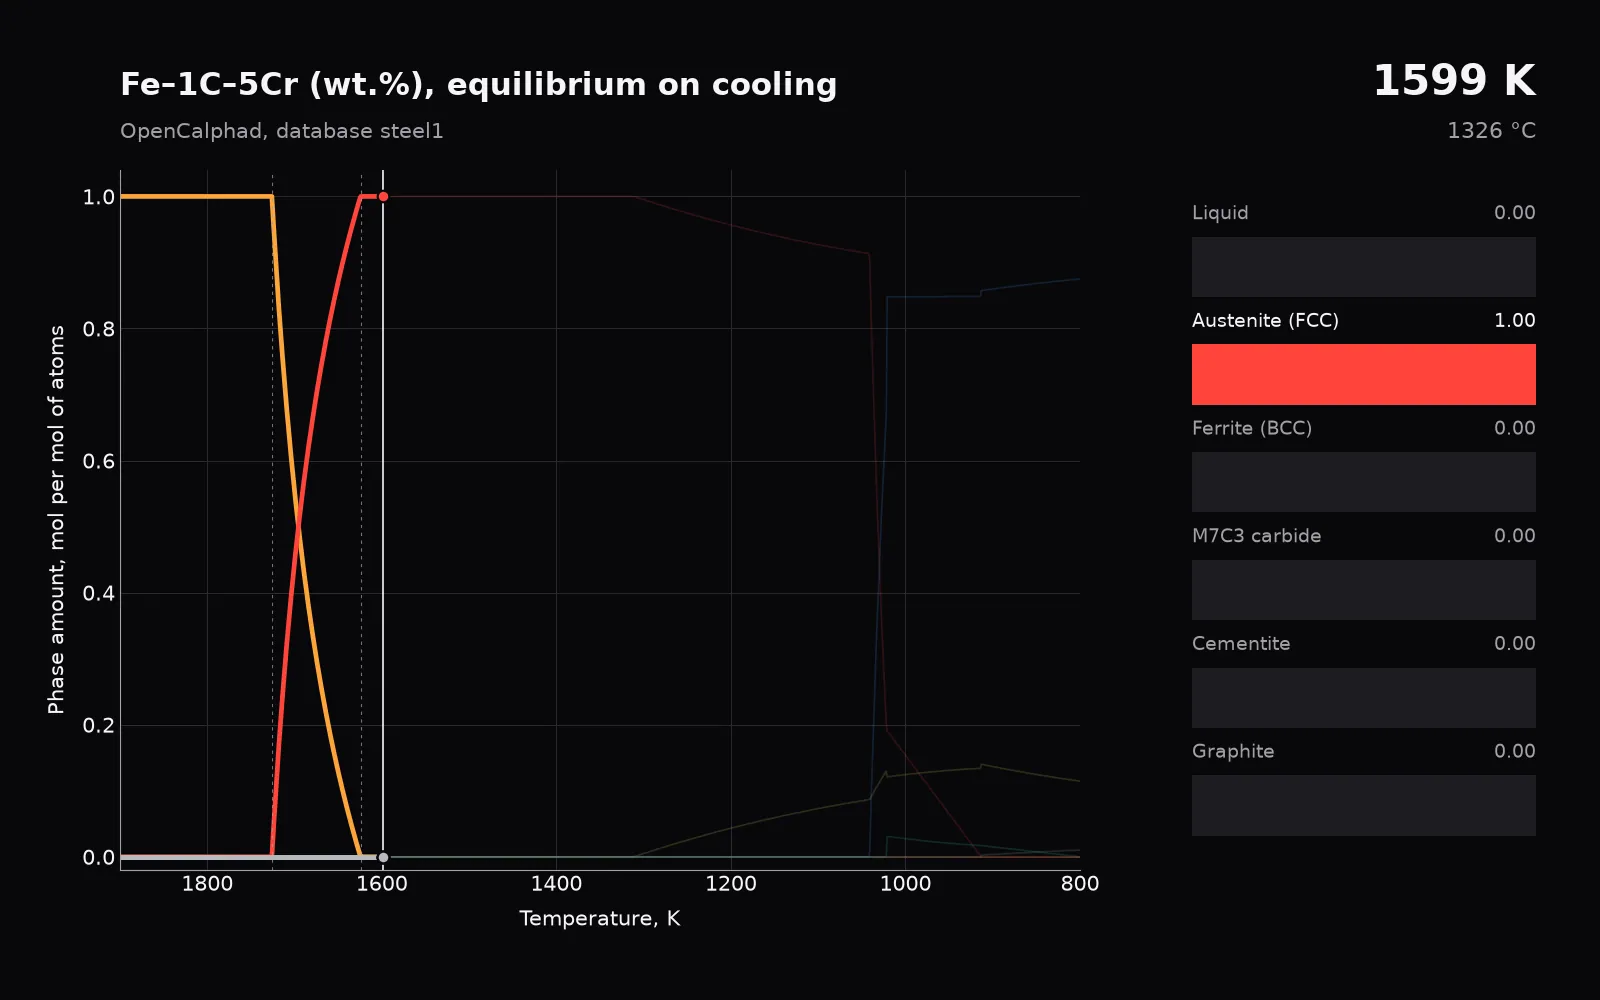 Fe–1C–5Cr (wt.%), equilibrium on cooling
OpenCalphad, database steel1
1599 K
1326 °C
Phase amount, mol per mol of atoms
1.0
0.8
0.6
0.4
0.2
0.0
1800
1600
1400
1200
1000
800
Temperature, K
Liquid 0.00
Austenite (FCC) 1.00
Ferrite (BCC) 0.00
M7C3 carbide 0.00
Cementite 0.00
Graphite 0.00